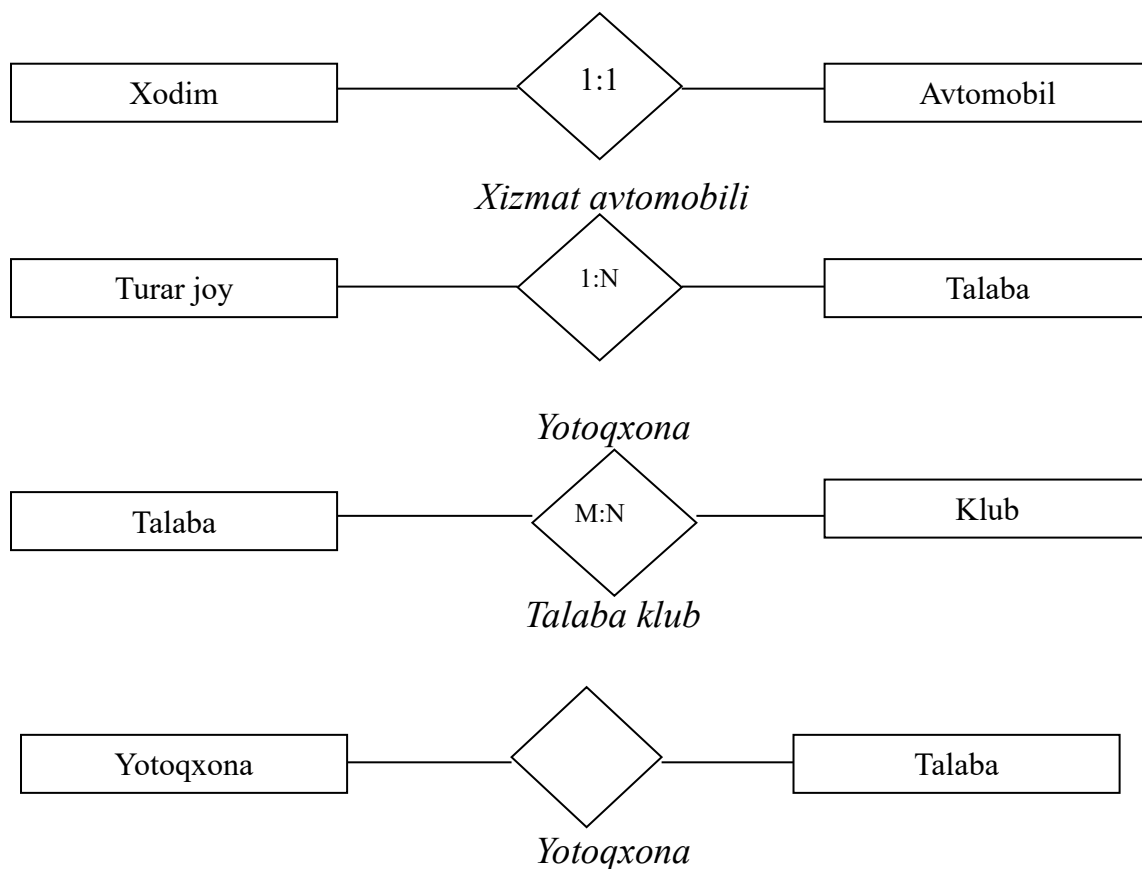 Xodim 1:1 Avtomobil
Xizmat avtomobili
Turar joy 1:N Talaba
Yotoqxona
Talaba M:N Klub
Talaba klub
Yotoqxona Talaba
Yotoqxona